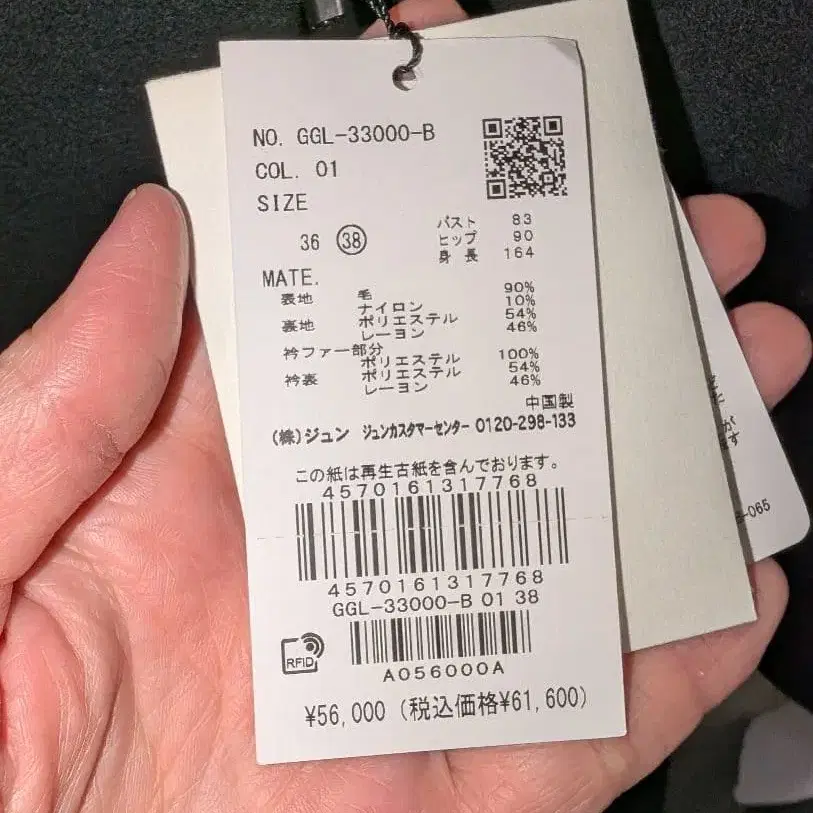 NO. GGL-33000-B
COL. 01
SIZE
36 38
バスト 83
ヒップ 90
身長 164
MATE.
表地 毛 90%
ナイロン 10%
裏地 ポリエステル 54%
レーヨン 46%
衿ファー部分
ポリエステル 100%
衿裏 ポリエステル 54%
レーヨン 46%
中国製
(株)ジュン ジュンカスタマーセンター 0120-298-133
この紙は再生古紙を含んでおります。
4570161317768
4570161317768
GGL-33000-B 01 38
RFID
A056000A
¥56,000 (税込価格¥61,600)
-065